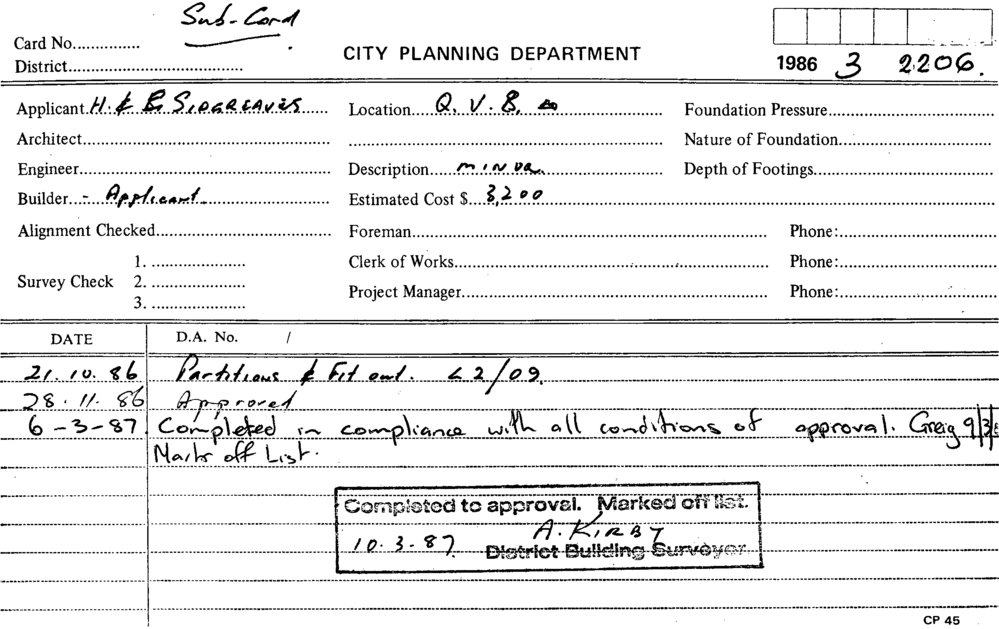 Sub-Card
Card No...............
District..............................
CITY PLANNING DEPARTMENT
1986 3 2206.
Applicant H. & B. SIDGREAVES
Location Q. V. B.
Foundation Pressure
Architect
Nature of Foundation
Engineer
Description MINOR
Depth of Footings
Builder - Applicant
Estimated Cost $ 3,200
Alignment Checked
Foreman
Phone:
Survey Check 1.
2.
3.
Clerk of Works
Phone:
Project Manager
Phone:
DATE D.A. No. /
21.10.86 Partitions & Fit out. L2/09.
28.11.86 Approved
6-3-87. Completed in compliance with all conditions of approval. Greig 9/3/
Mark off List.
Completed to approval. Marked off list.
A. KIRBY
10.3.87. District Building Surveyor
CP 45